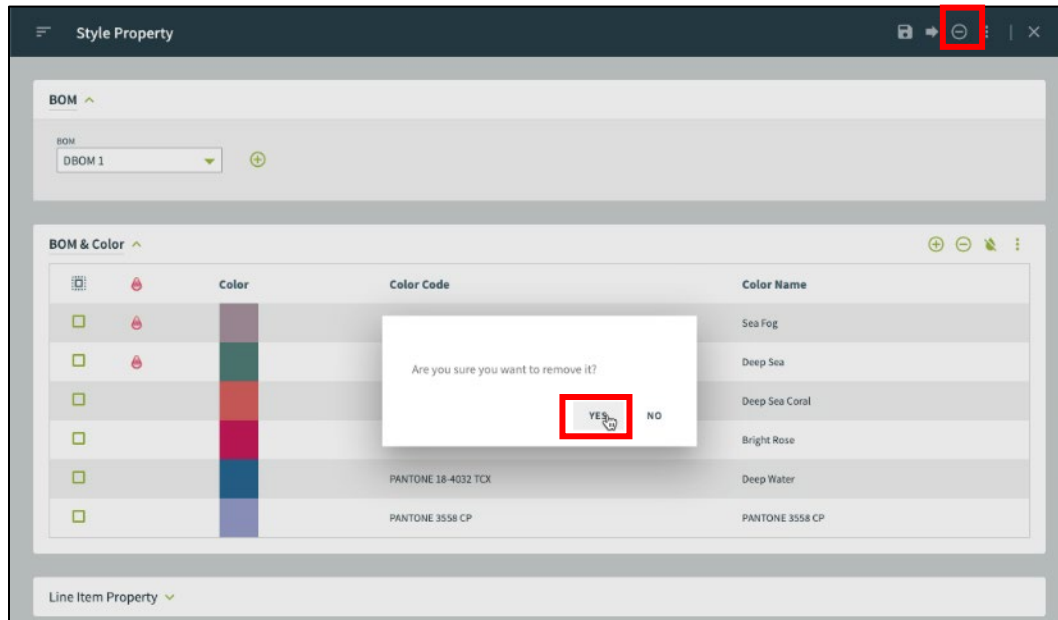 Style Property
BOM
BOM
DBOM 1
BOM & Color
Color Color Code Color Name
Sea Fog
Deep Sea
Are you sure you want to remove it?
Deep Sea Coral
YES NO
Bright Rose
PANTONE 18-4032 TCX Deep Water
PANTONE 3558 CP PANTONE 3558 CP
Line Item Property